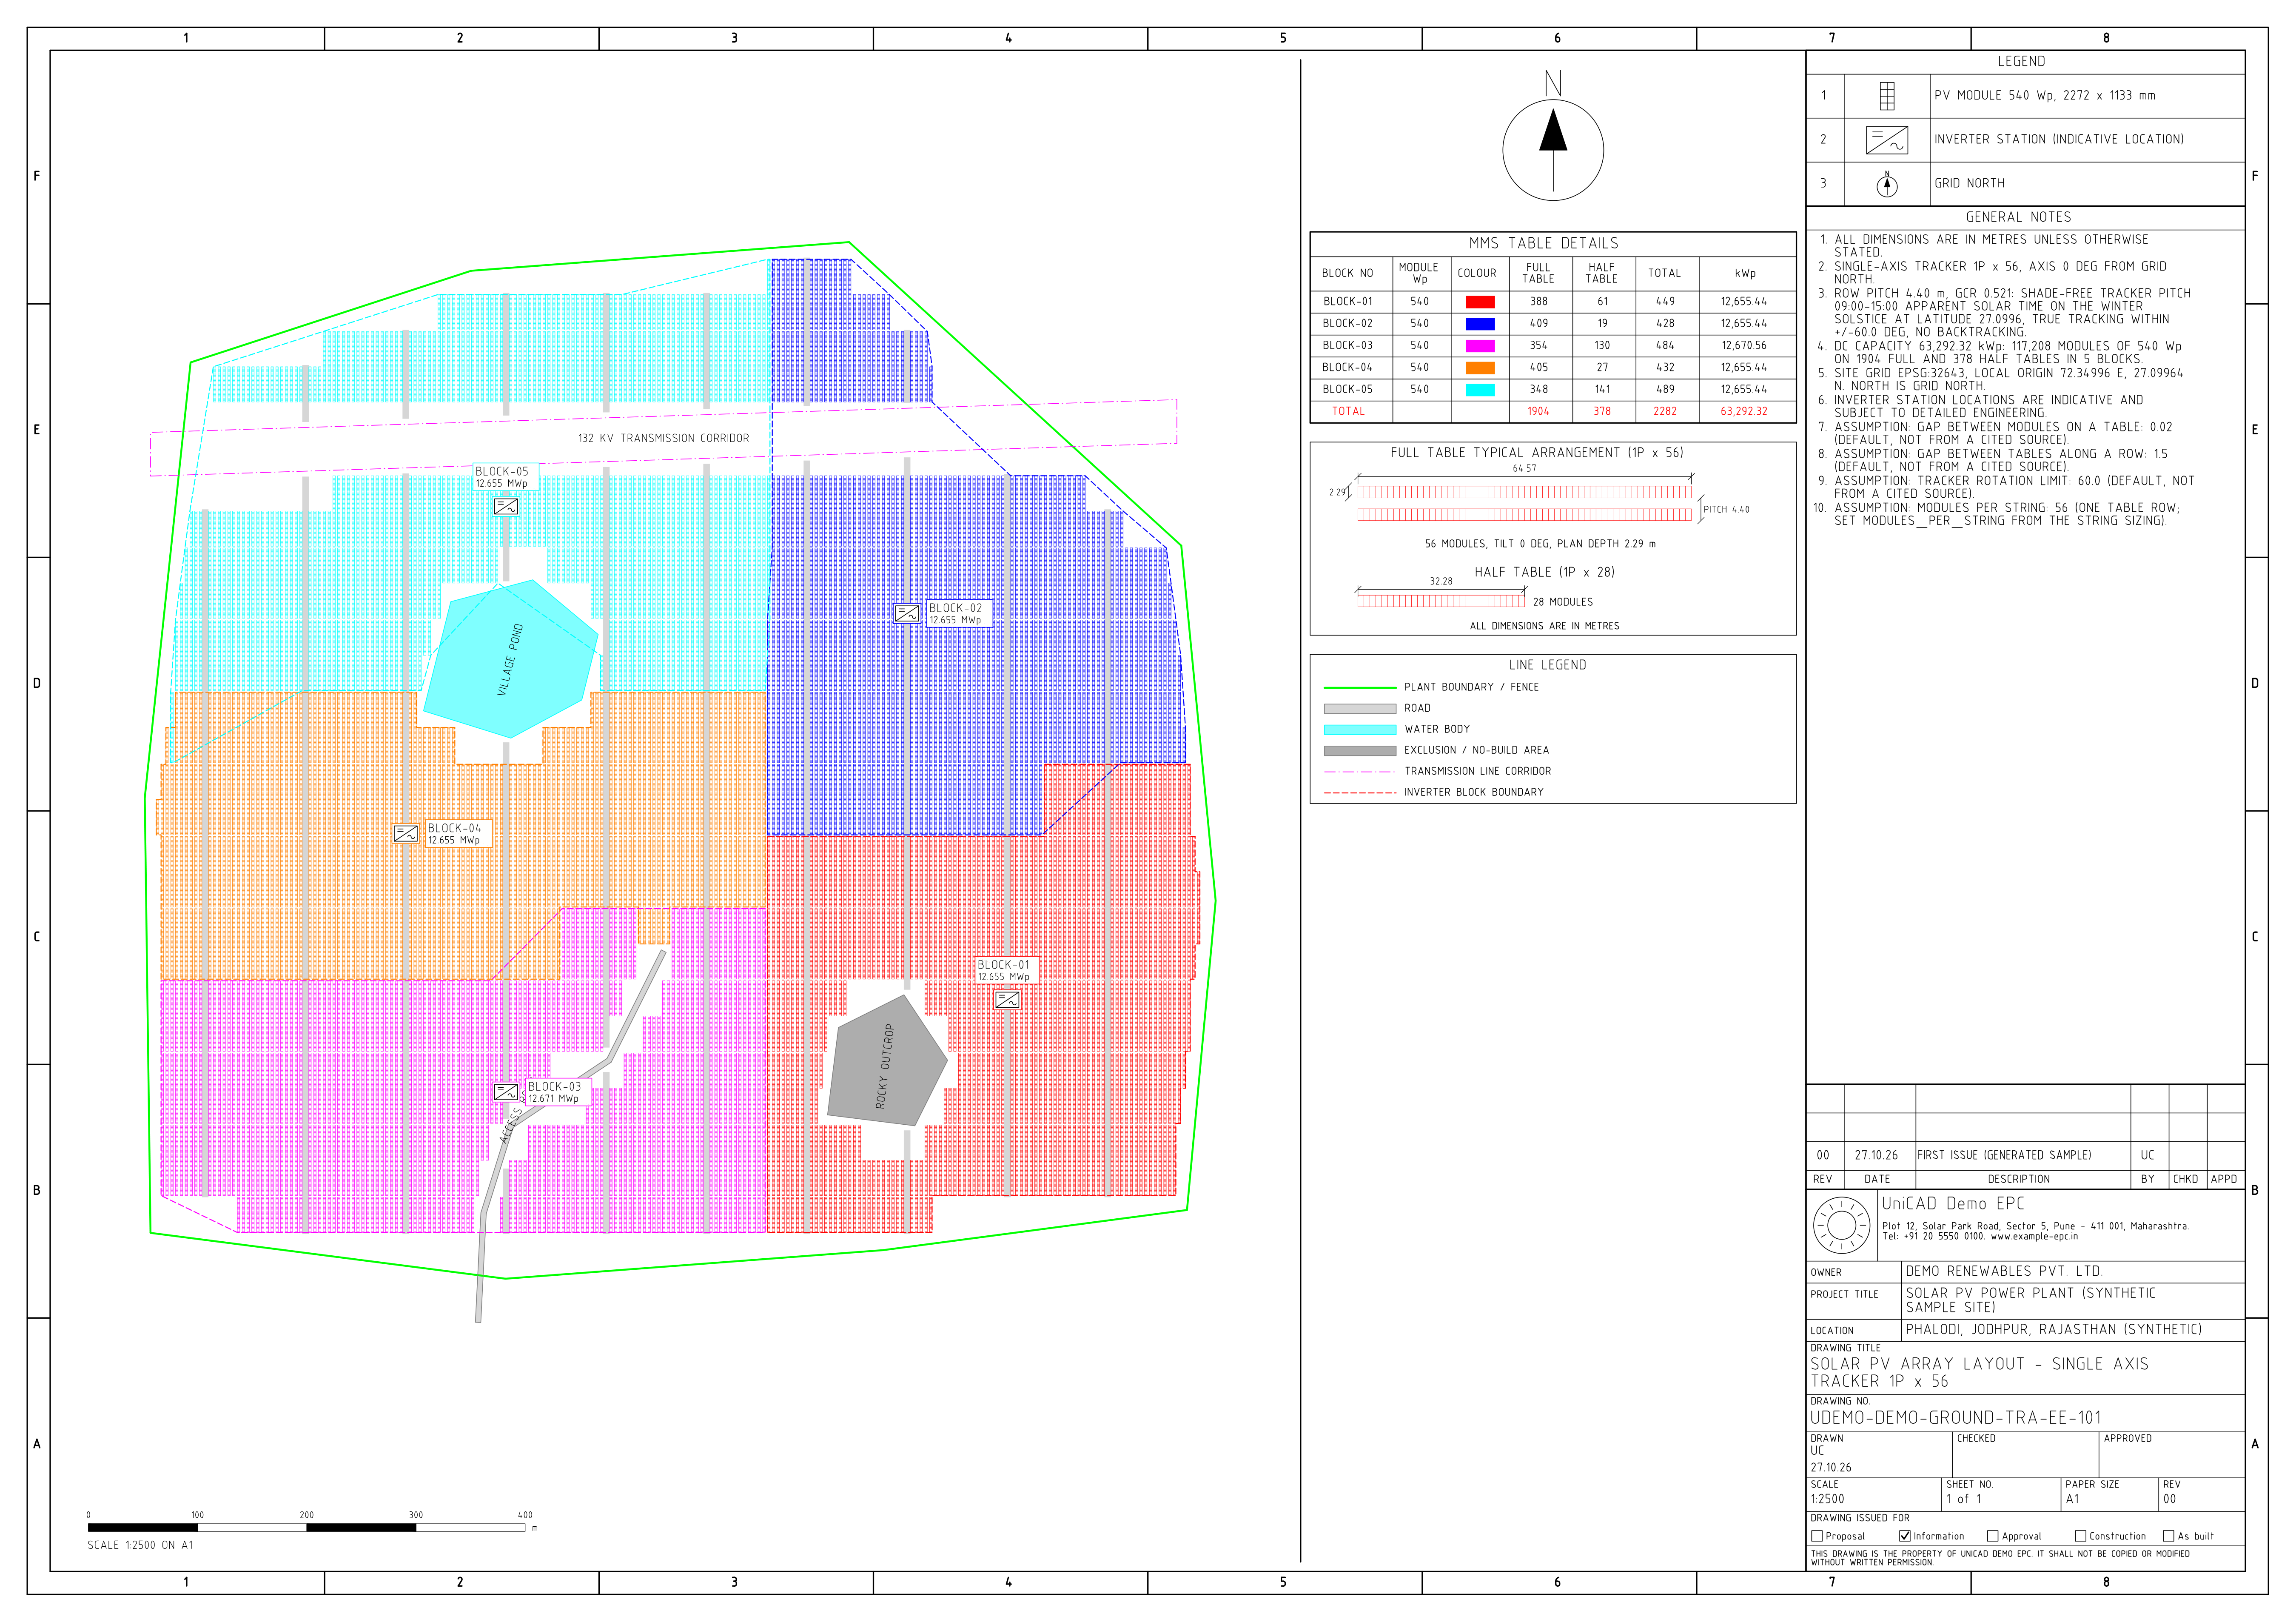 1 2 3 4 5 6 7 8
F
E
D
C
B
A
132 KV TRANSMISSION CORRIDOR
BLOCK-05
12.655 MWp
BLOCK-02
12.655 MWp
VILLAGE POND
BLOCK-04
12.655 MWp
BLOCK-01
12.655 MWp
ROCKY OUTCROP
BLOCK-03
12.671 MWp
ACCESS
0 100 200 300 400 m
SCALE 1:2500 ON A1
N
MMS TABLE DETAILS
BLOCK NO MODULE Wp COLOUR FULL TABLE HALF TABLE TOTAL kWp
BLOCK-01 540 388 61 449 12,655.44
BLOCK-02 540 409 19 428 12,655.44
BLOCK-03 540 354 130 484 12,670.56
BLOCK-04 540 405 27 432 12,655.44
BLOCK-05 540 348 141 489 12,655.44
TOTAL 1904 378 2282 63,292.32
FULL TABLE TYPICAL ARRANGEMENT (1P x 56)
64.57
2.29
PITCH 4.40
56 MODULES, TILT 0 DEG, PLAN DEPTH 2.29 m
HALF TABLE (1P x 28)
32.28
28 MODULES
ALL DIMENSIONS ARE IN METRES
LINE LEGEND
PLANT BOUNDARY / FENCE
ROAD
WATER BODY
EXCLUSION / NO-BUILD AREA
TRANSMISSION LINE CORRIDOR
INVERTER BLOCK BOUNDARY
LEGEND
1 PV MODULE 540 Wp, 2272 x 1133 mm
2 INVERTER STATION (INDICATIVE LOCATION)
3 N GRID NORTH
GENERAL NOTES
1. ALL DIMENSIONS ARE IN METRES UNLESS OTHERWISE
STATED.
2. SINGLE-AXIS TRACKER 1P x 56, AXIS 0 DEG FROM GRID
NORTH.
3. ROW PITCH 4.40 m, GCR 0.521: SHADE-FREE TRACKER PITCH
09:00-15:00 APPARENT SOLAR TIME ON THE WINTER
SOLSTICE AT LATITUDE 27.0996, TRUE TRACKING WITHIN
+/-60.0 DEG, NO BACKTRACKING.
4. DC CAPACITY 63,292.32 kWp: 117,208 MODULES OF 540 Wp
ON 1904 FULL AND 378 HALF TABLES IN 5 BLOCKS.
5. SITE GRID EPSG:32643, LOCAL ORIGIN 72.34996 E, 27.09964
N. NORTH IS GRID NORTH.
6. INVERTER STATION LOCATIONS ARE INDICATIVE AND
SUBJECT TO DETAILED ENGINEERING.
7. ASSUMPTION: GAP BETWEEN MODULES ON A TABLE: 0.02
(DEFAULT, NOT FROM A CITED SOURCE).
8. ASSUMPTION: GAP BETWEEN TABLES ALONG A ROW: 1.5
(DEFAULT, NOT FROM A CITED SOURCE).
9. ASSUMPTION: TRACKER ROTATION LIMIT: 60.0 (DEFAULT, NOT
FROM A CITED SOURCE).
10. ASSUMPTION: MODULES PER STRING: 56 (ONE TABLE ROW;
SET MODULES_PER_STRING FROM THE STRING SIZING).
00 27.10.26 FIRST ISSUE (GENERATED SAMPLE) UC
REV DATE DESCRIPTION BY CHKD APPD
UniCAD Demo EPC
Plot 12, Solar Park Road, Sector 5, Pune - 411 001, Maharashtra.
Tel: +91 20 5550 0100. www.example-epc.in
OWNER DEMO RENEWABLES PVT. LTD.
PROJECT TITLE SOLAR PV POWER PLANT (SYNTHETIC
SAMPLE SITE)
LOCATION PHALODI, JODHPUR, RAJASTHAN (SYNTHETIC)
DRAWING TITLE
SOLAR PV ARRAY LAYOUT - SINGLE AXIS
TRACKER 1P x 56
DRAWING NO.
UDEMO-DEMO-GROUND-TRA-EE-101
DRAWN CHECKED APPROVED
UC
27.10.26
SCALE SHEET NO. PAPER SIZE REV
1:2500 1 of 1 A1 00
DRAWING ISSUED FOR
Proposal Information Approval Construction As built
THIS DRAWING IS THE PROPERTY OF UNICAD DEMO EPC. IT SHALL NOT BE COPIED OR MODIFIED
WITHOUT WRITTEN PERMISSION.
F
E
D
C
B
A
1 2 3 4 5 6 7 8